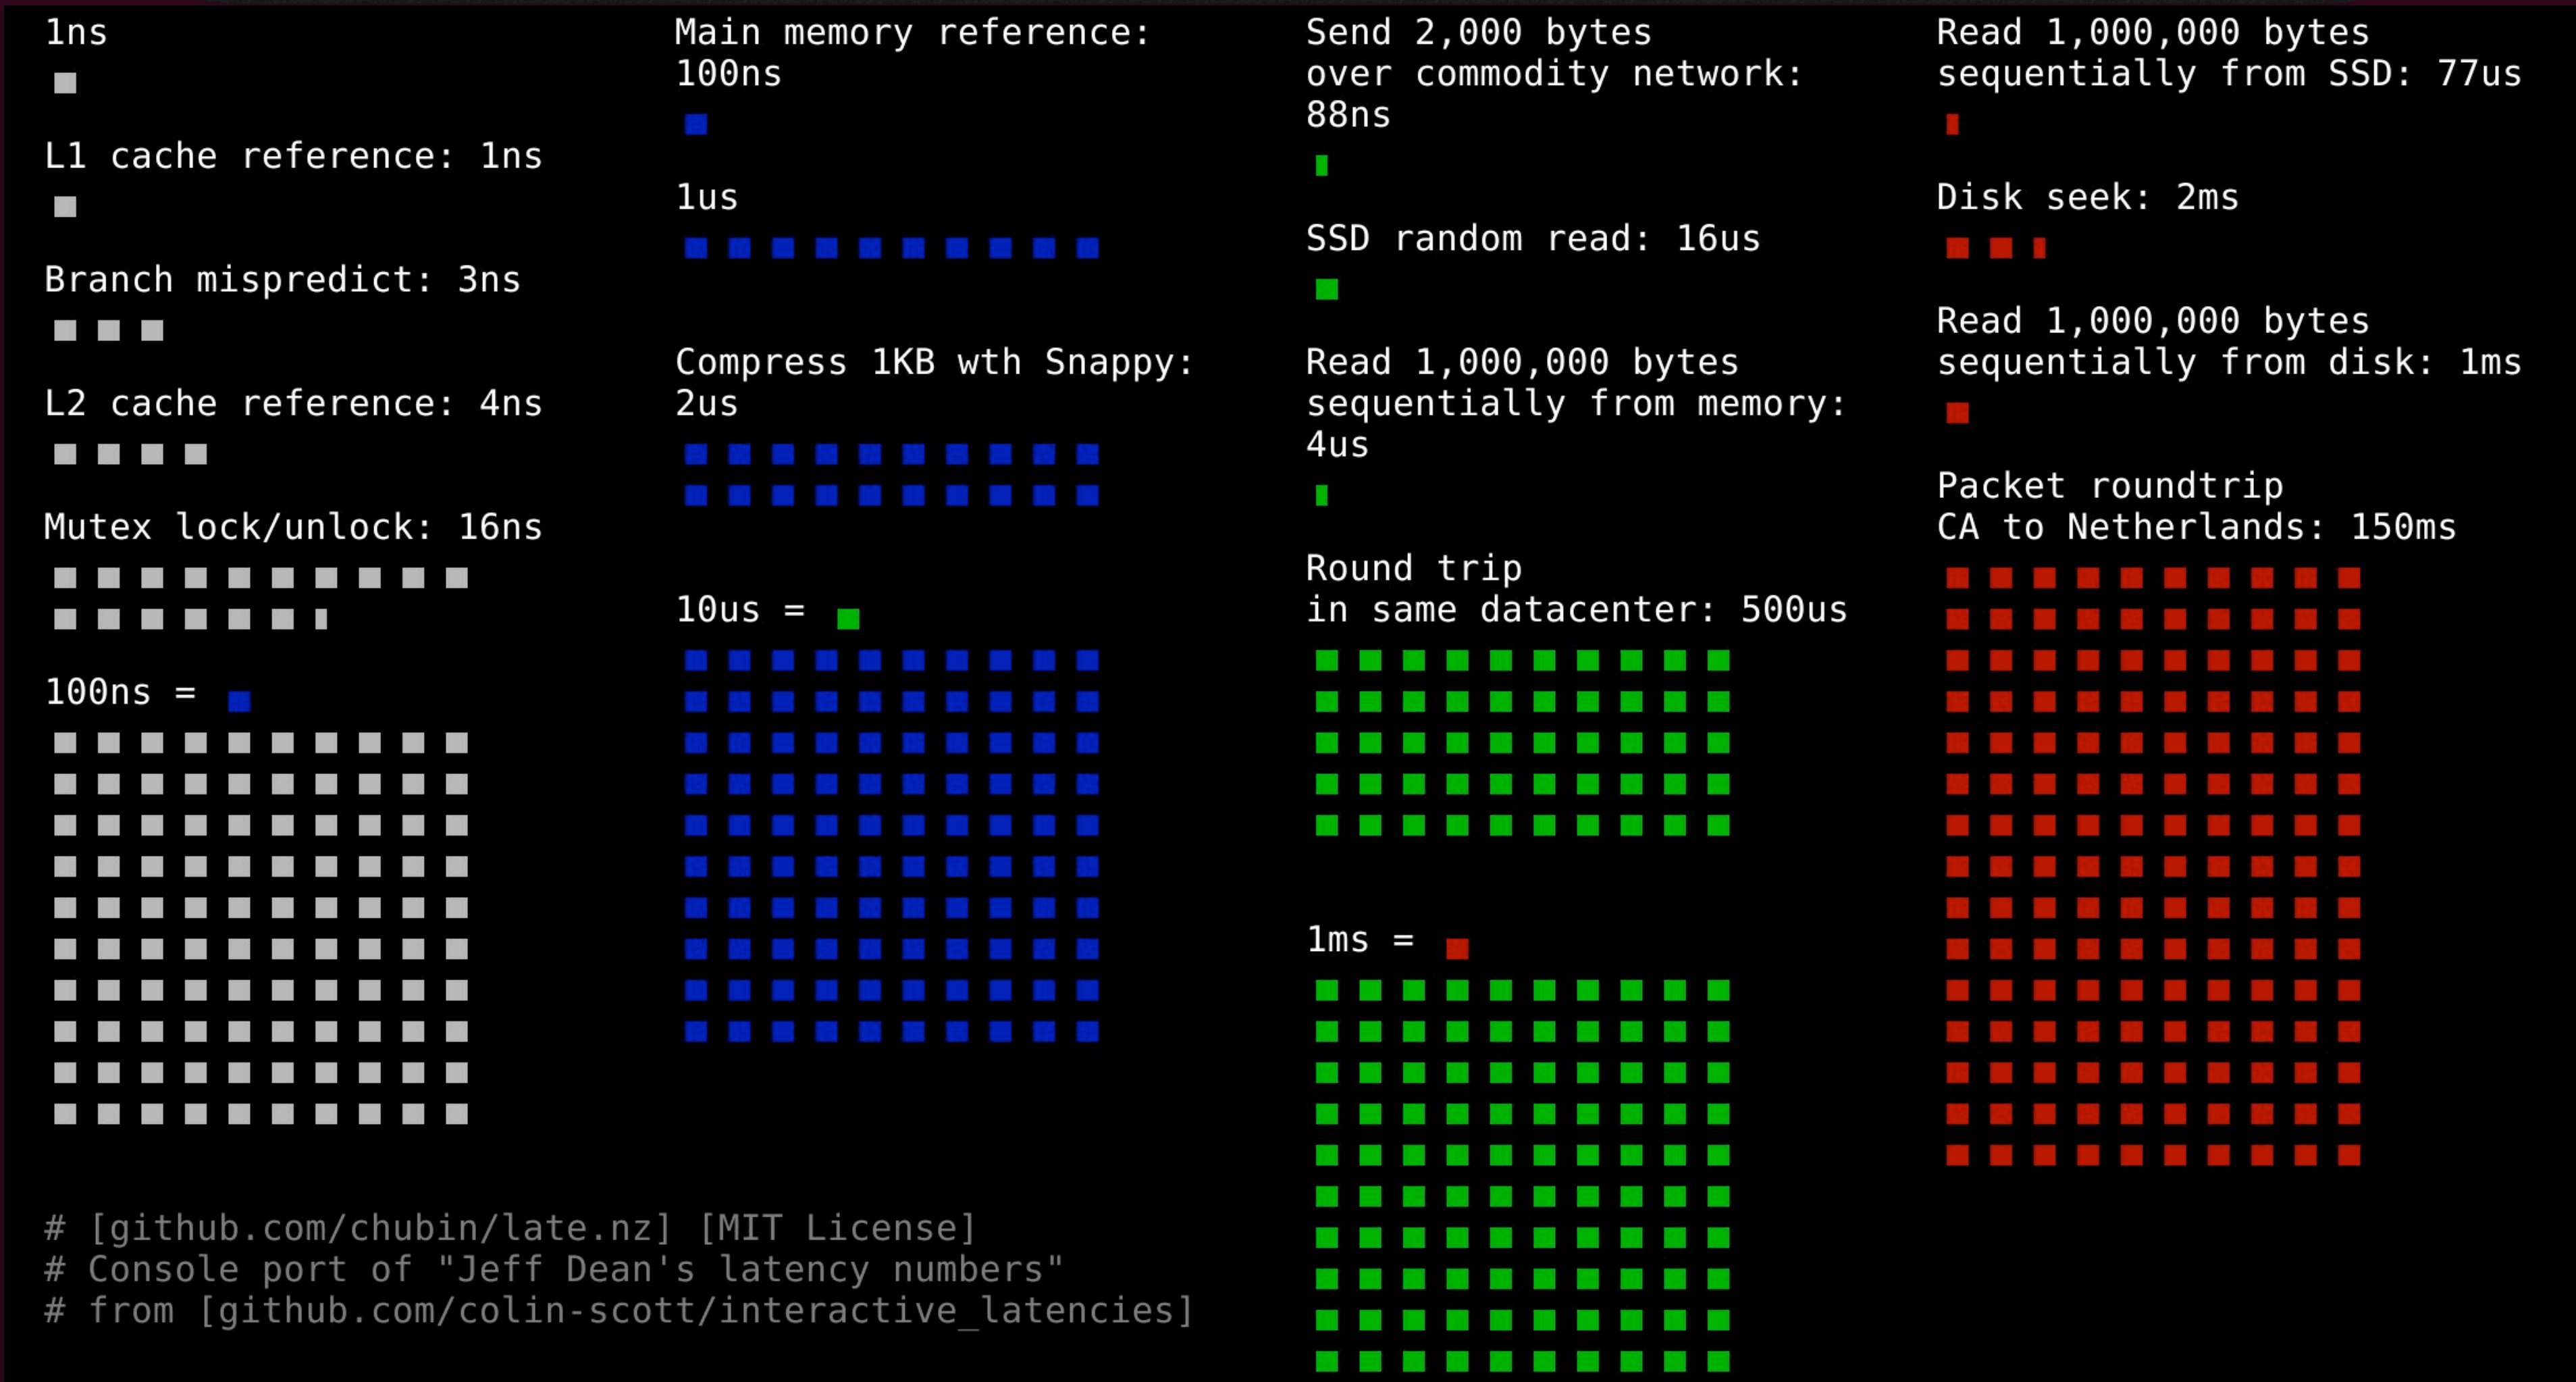 1ns
L1 cache reference: 1ns
Branch mispredict: 3ns
L2 cache reference: 4ns
Mutex lock/unlock: 16ns
100ns =
Main memory reference:
100ns
1us
Compress 1KB wth Snappy:
2us
10us =
Send 2,000 bytes
over commodity network:
88ns
SSD random read: 16us
Read 1,000,000 bytes
sequentially from memory:
4us
Round trip
in same datacenter: 500us
1ms =
Read 1,000,000 bytes
sequentially from SSD: 77us
Disk seek: 2ms
Read 1,000,000 bytes
sequentially from disk: 1ms
Packet roundtrip
CA to Netherlands: 150ms
# [github.com/chubin/late.nz] [MIT License]
# Console port of "Jeff Dean's latency numbers"
# from [github.com/colin-scott/interactive_latencies]